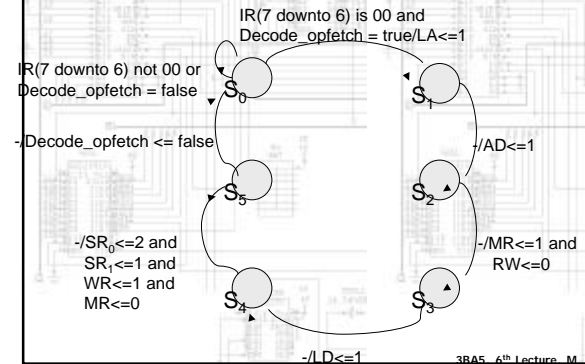 IR(7 downto 6) is 00 and
Decode_opfetch = true/LA<=1
IR(7 downto 6) not 00 or
Decode_opfetch = false
S₀
S₁
-/Decode_opfetch <= false
-/AD<=1
S₅
S₂
-/SR₀<=2 and
SR₁<=1 and
WR<=1 and
MR<=0
-/MR<=1 and
RW<=0
S₄
S₃
-/LD<=1
3BA5, 6th Lecture, M